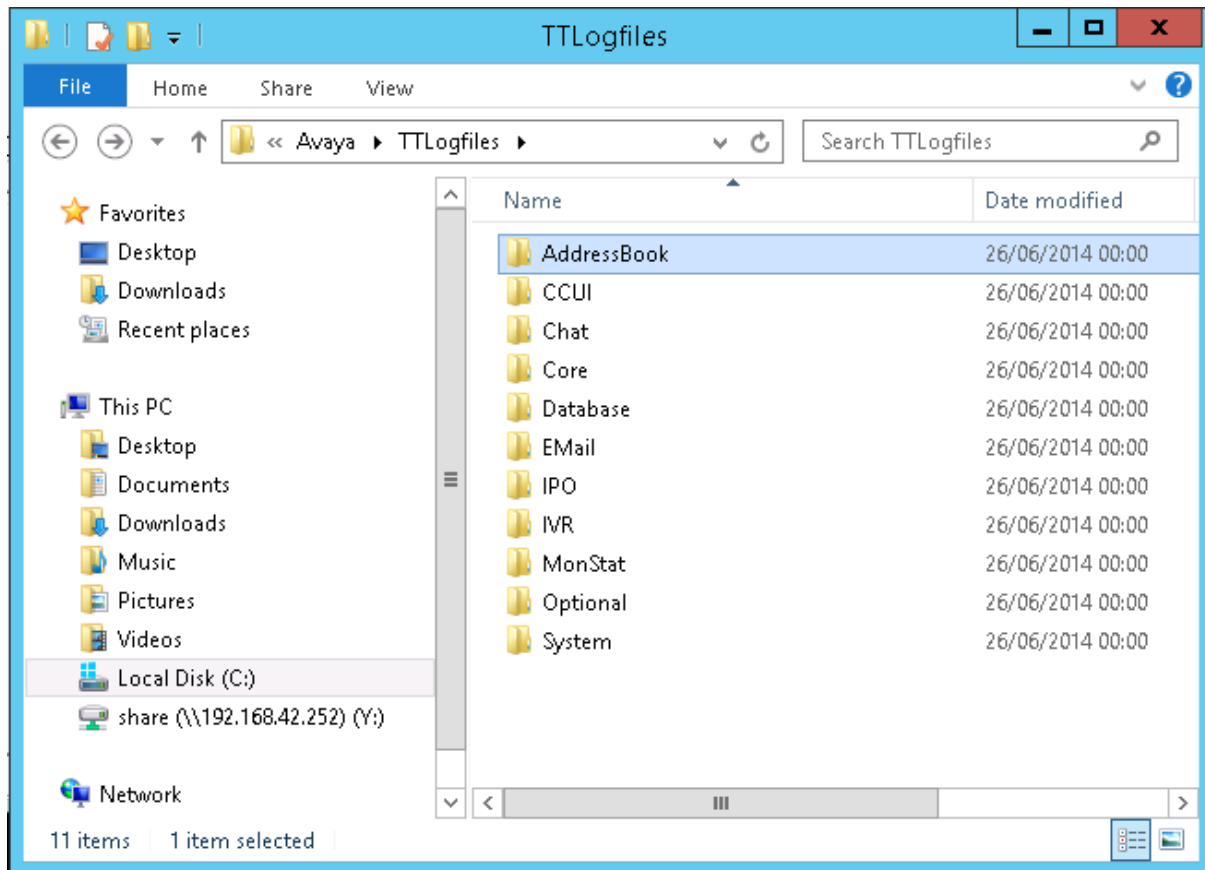 TTLogfiles
File Home Share View
« Avaya TTLogfiles Search TTLogfiles
Favorites
Desktop
Downloads
Recent places
This PC
Desktop
Documents
Downloads
Music
Pictures
Videos
Local Disk (C:)
share (\\192.168.42.252) (Y:)
Network
Name Date modified
AddressBook 26/06/2014 00:00
CCUI 26/06/2014 00:00
Chat 26/06/2014 00:00
Core 26/06/2014 00:00
Database 26/06/2014 00:00
EMail 26/06/2014 00:00
IPO 26/06/2014 00:00
IVR 26/06/2014 00:00
MonStat 26/06/2014 00:00
Optional 26/06/2014 00:00
System 26/06/2014 00:00
11 items 1 item selected